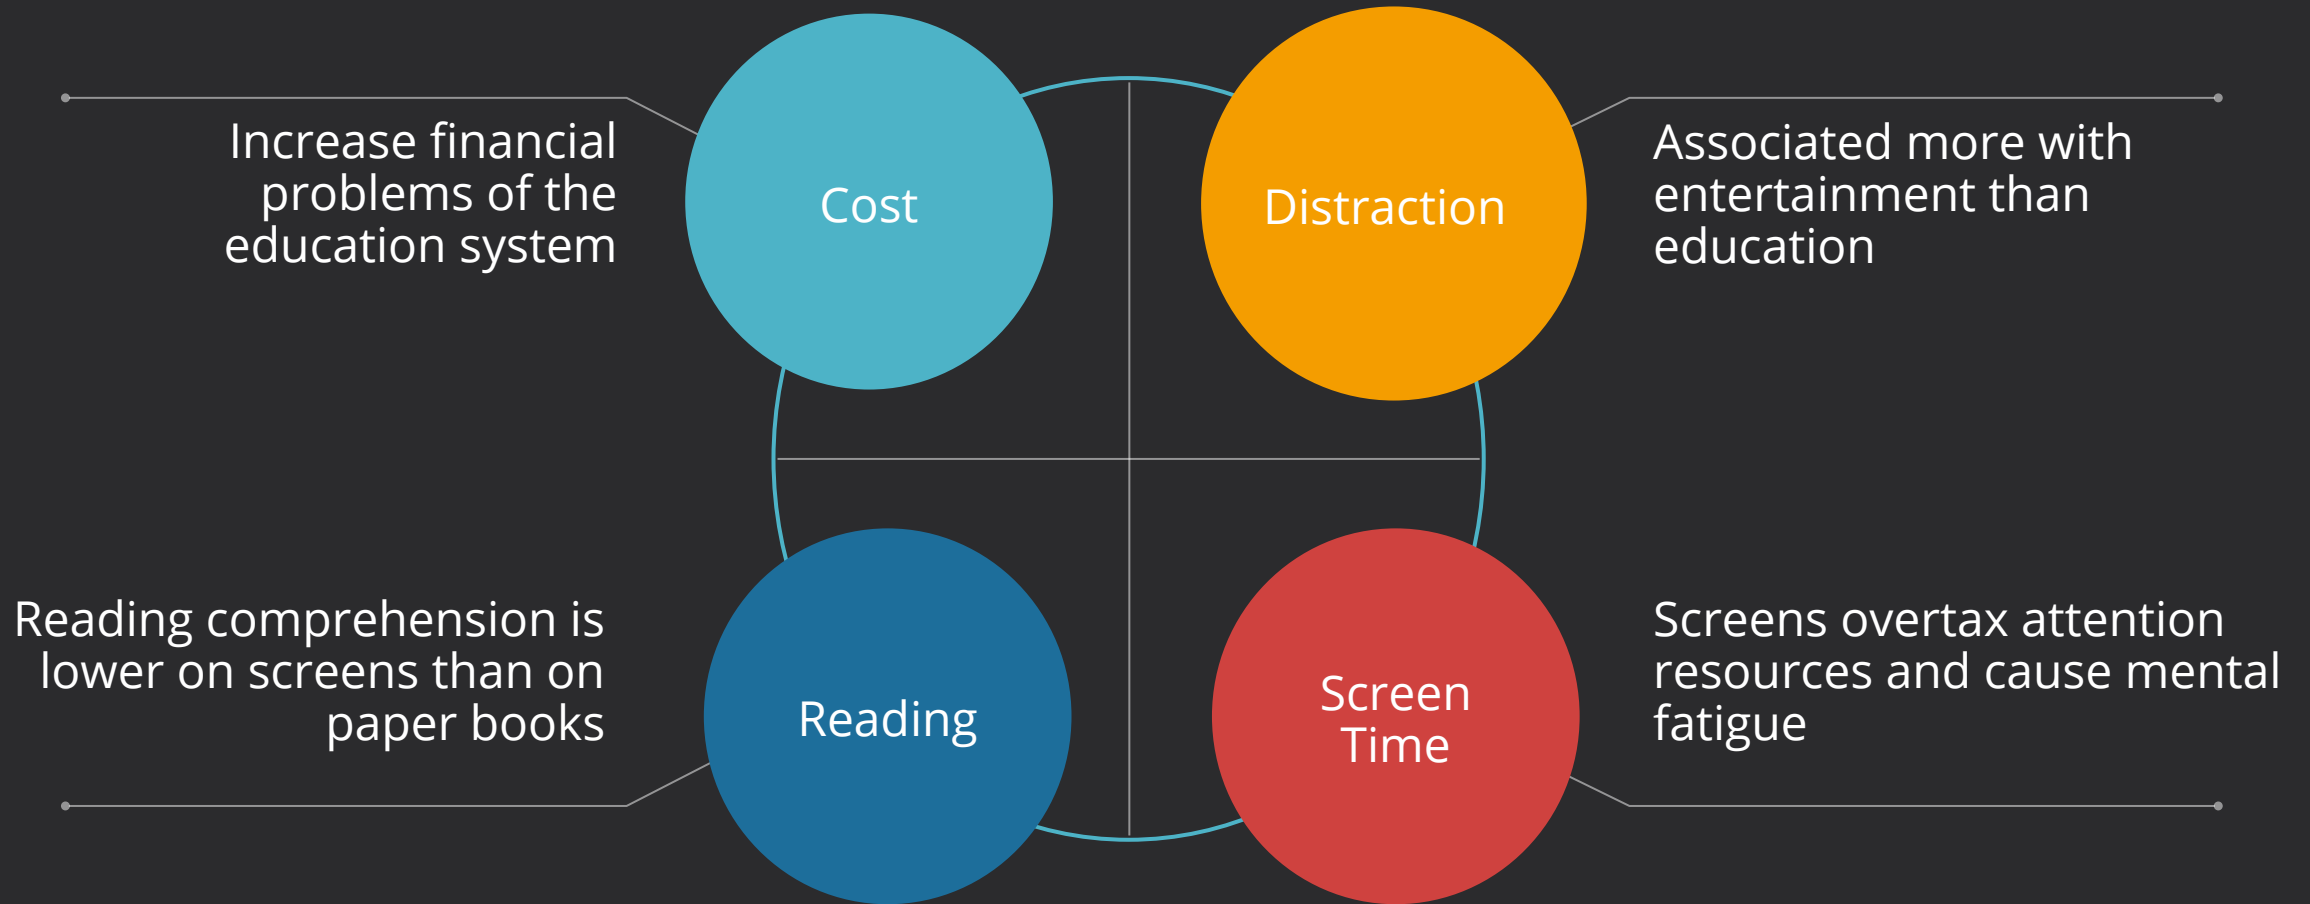 Increase financial
problems of the
education system
Cost
Distraction
Associated more with
entertainment than
education
Reading comprehension is
lower on screens than on
paper books
Reading
Screen
Time
Screens overtax attention
resources and cause mental
fatigue